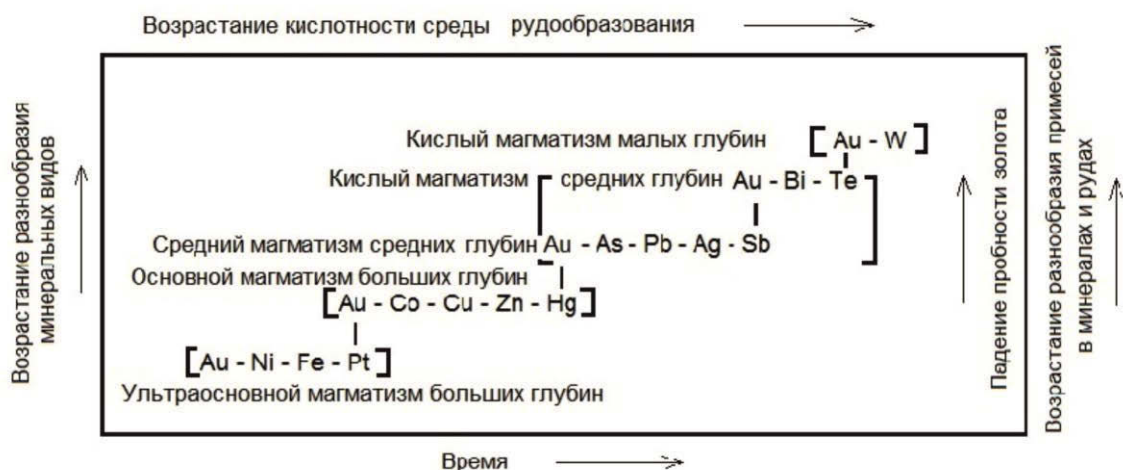 Возрастание кислотности среды рудообразования
Возрастание разнообразия
минеральных видов
Кислый магматизм малых глубин [Au - W]
Кислый магматизм средних глубин Au - Bi - Te
Средний магматизм средних глубин Au - As - Pb - Ag - Sb
Основной магматизм больших глубин
[Au - Co - Cu - Zn - Hg]
[Au - Ni - Fe - Pt]
Ультраосновной магматизм больших глубин
Падение пробности золота
Возрастание разнообразия примесей
в минералах и рудах
Время